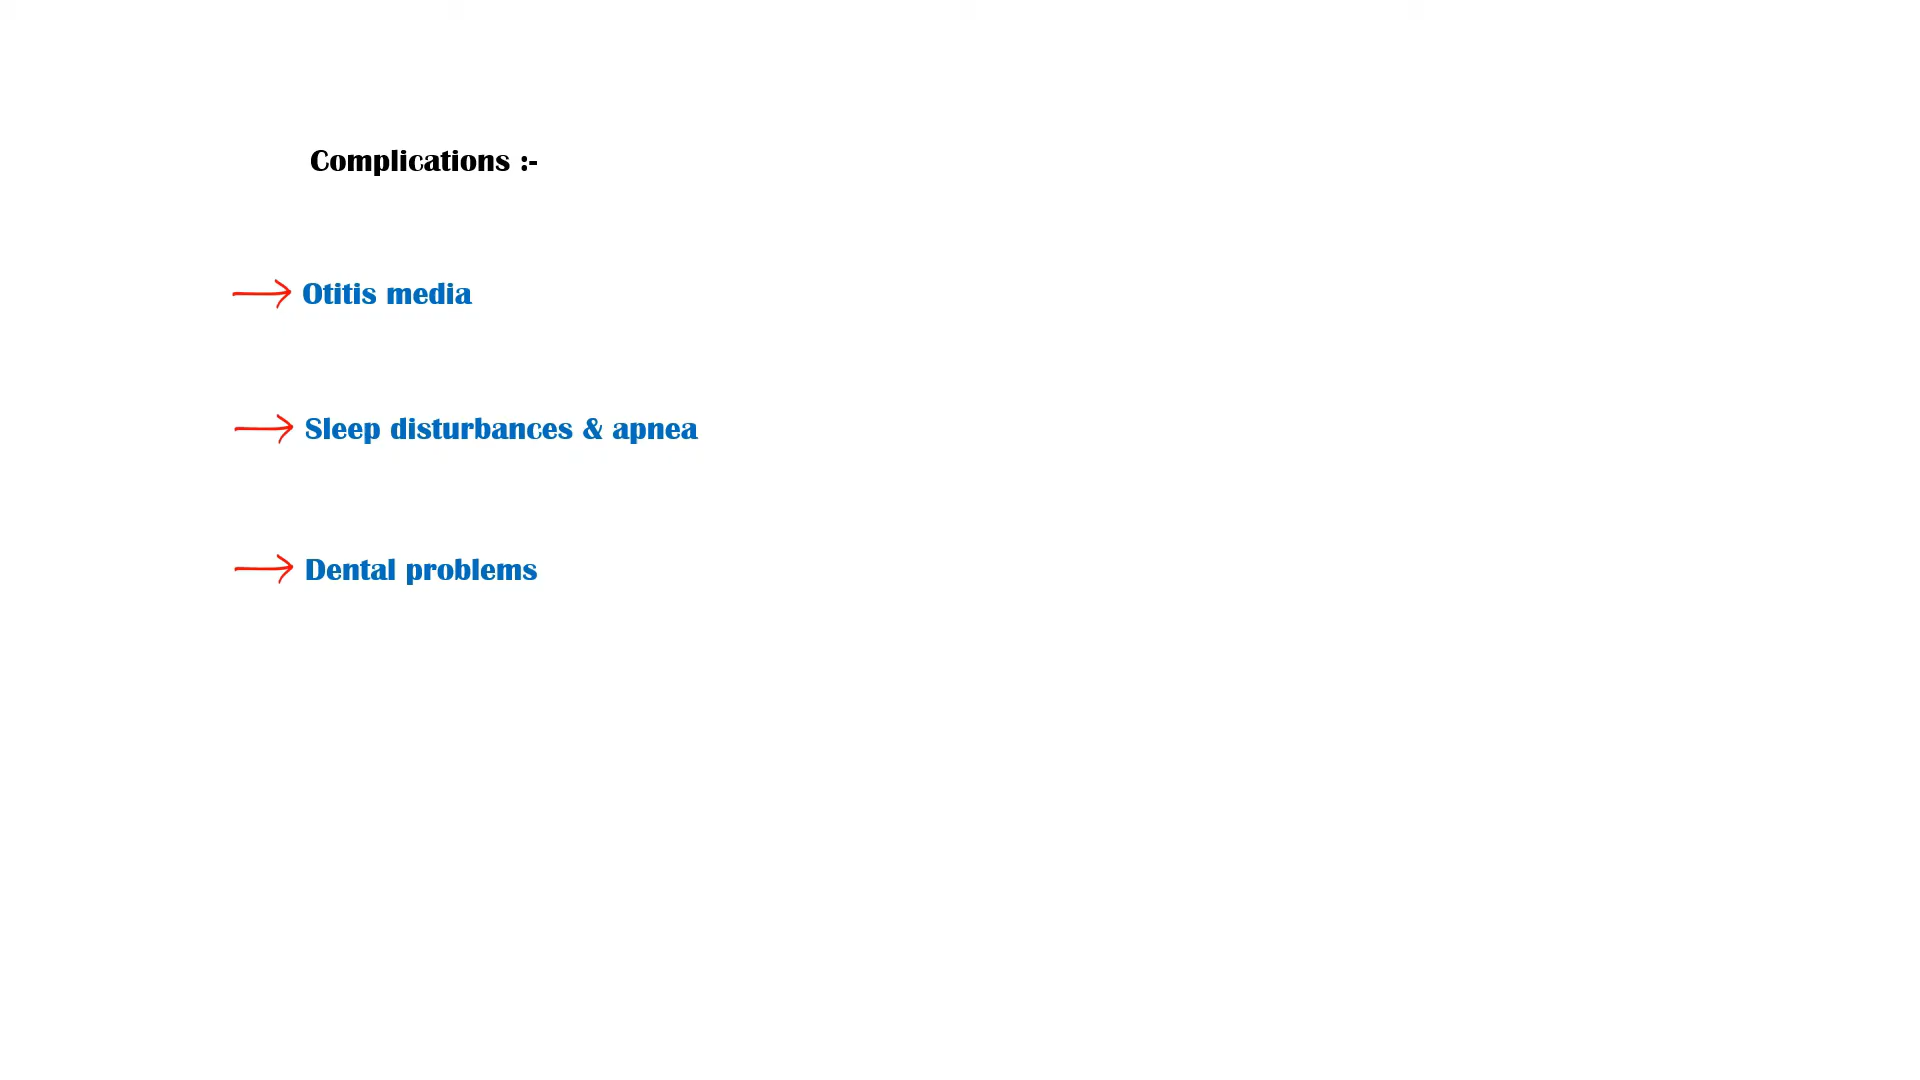 Complications :-
Otitis media
Sleep disturbances & apnea
Dental problems